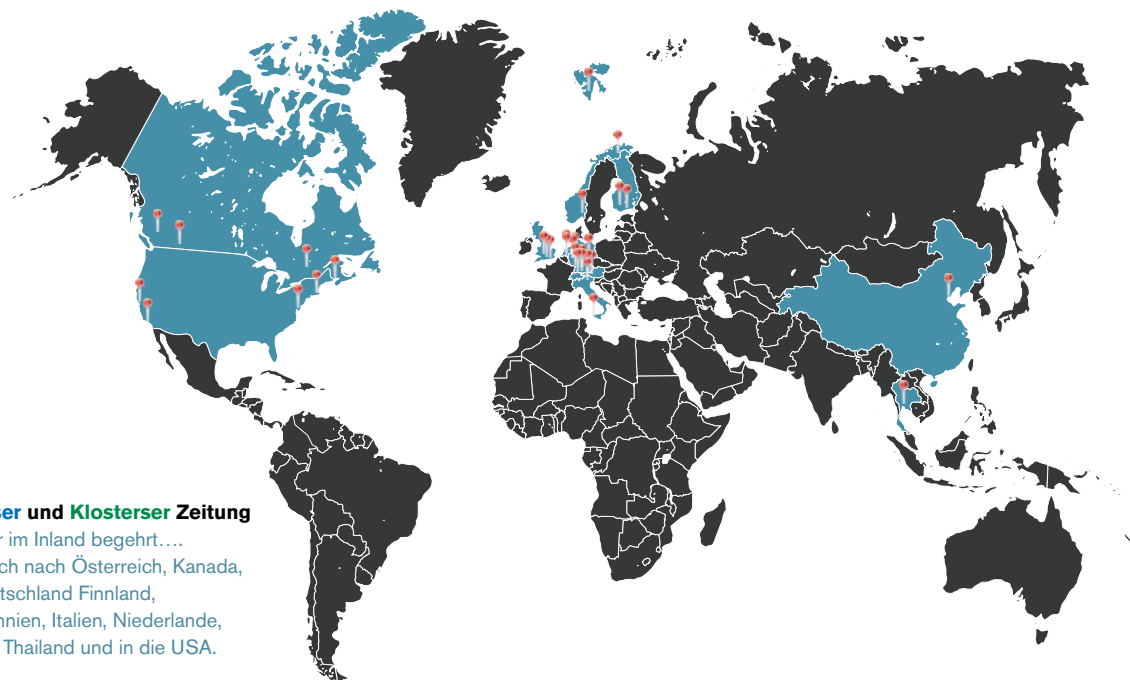 ser und Klosterser Zeitung
r im Inland begehrt….
ch nach Österreich, Kanada,
tschland Finnland,
nnien, Italien, Niederlande,
Thailand und in die USA.